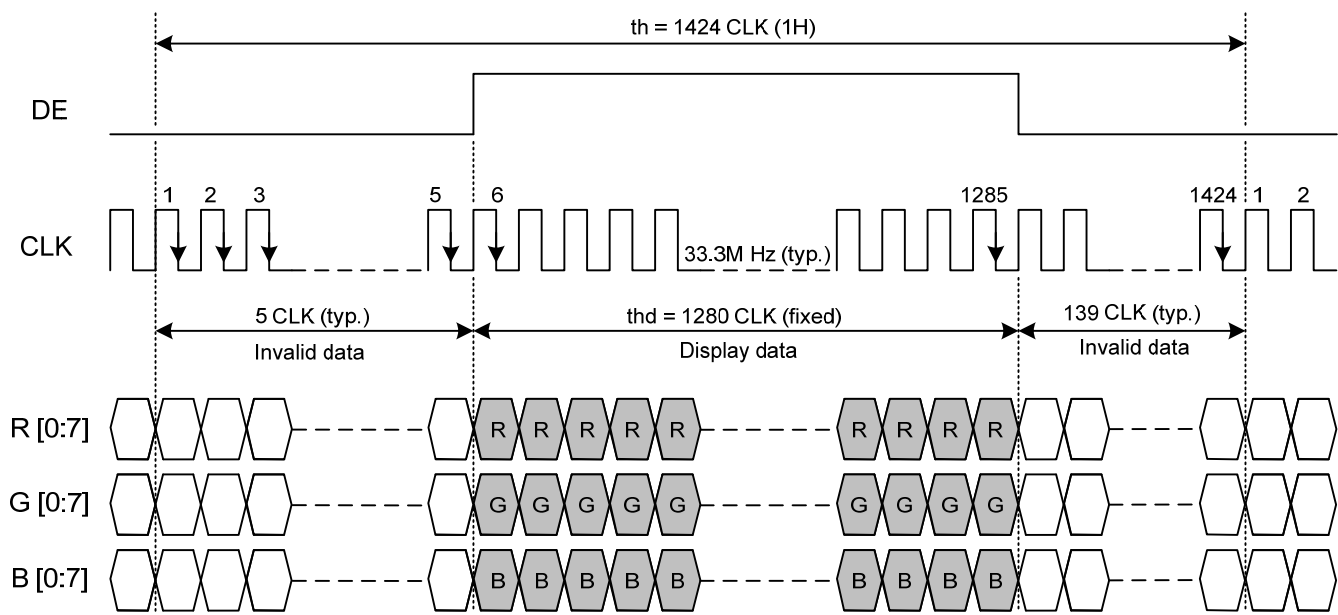 th = 1424 CLK (1H)
DE
1 2 3 5 6 1285 1424 1 2
CLK
33.3M Hz (typ.)
5 CLK (typ.) thd = 1280 CLK (fixed) 139 CLK (typ.)
Invalid data Display data Invalid data
R [0:7] R R R R R R R R R
G [0:7] G G G G G G G G G
B [0:7] B B B B B B B B B